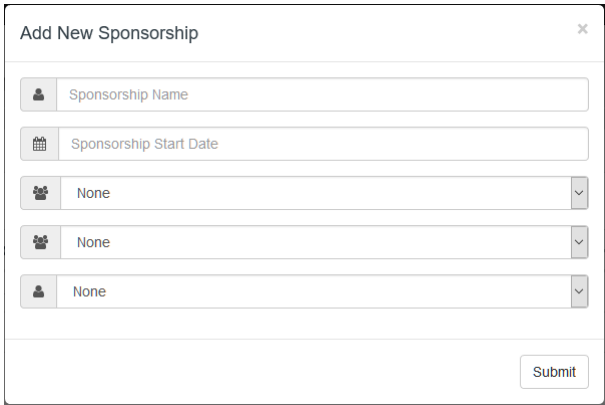 Add New Sponsorship
×
Sponsorship Name
Sponsorship Start Date
None
None
None
Submit